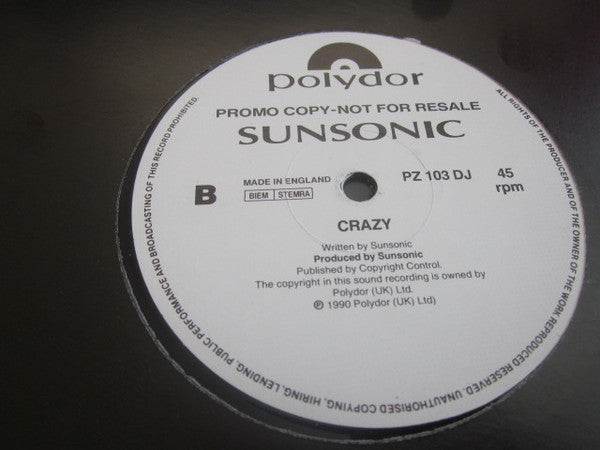 polydor
PROMO COPY-NOT FOR RESALE
SUNSONIC
MADE IN ENGLAND
BIEM STEMRA
B
PZ 103 DJ
45
rpm
CRAZY
Written by Sunsonic
Produced by Sunsonic
Published by Copyright Control.
The copyright in this sound recording is owned by
Polydor (UK) Ltd.
℗ 1990 Polydor (UK) Ltd)
ALL RIGHTS OF THE PRODUCER AND OF THE OWNER OF THE WORK REPRODUCED RESERVED. UNAUTHORISED COPYING, HIRING, LENDING, PUBLIC PERFORMANCE AND BROADCASTING OF THIS RECORD PROHIBITED.